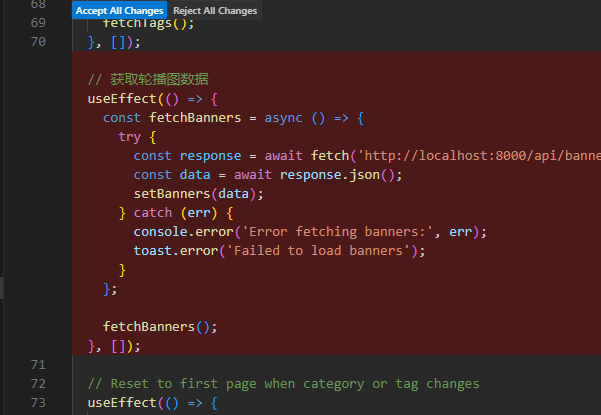 68
Accept All Changes Reject All Changes
69 fetchTags();
70 }, []);
// 获取轮播图数据
useEffect(() => {
const fetchBanners = async () => {
try {
const response = await fetch('http://localhost:8000/api/banne
const data = await response.json();
setBanners(data);
} catch (err) {
console.error('Error fetching banners:', err);
toast.error('Failed to load banners');
}
};
fetchBanners();
}, []);
71
72 // Reset to first page when category or tag changes
73 useEffect(() => {